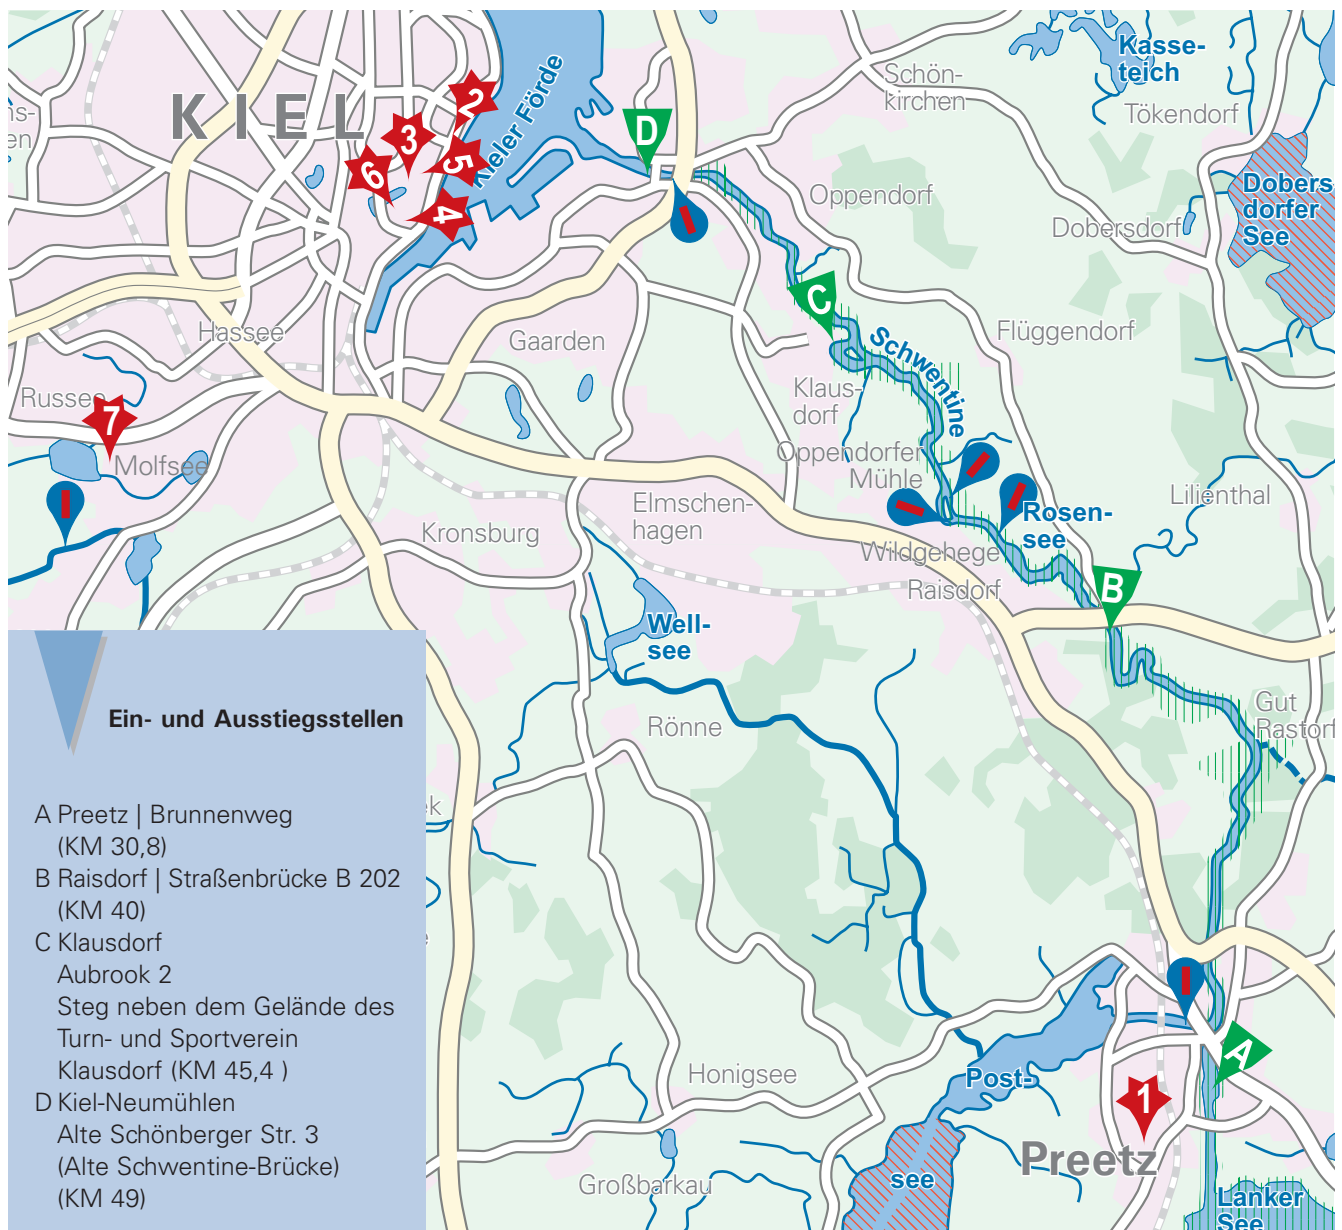 Kasse-
teich
Schön-
kirchen
Tökendorf
KIEL
Kieler Förde
2
3
5
6
4
D
Oppendorf
Dobers
dorfer
See
Dobersdorf
C
Hassee
Gaarden
Schwentine
Flüggendorf
Russee
7
Molfsee
Klaus-
dorf
Oppendorfer
Mühle
Lilienthal
Elmschen-
hagen
Kronsburg
Rosen-
see
Wildgehege
Raisdorf
B
Well-
see
Gut
Rastorf
Rönne
Ein- und Ausstiegsstellen
A Preetz | Brunnenweg
(KM 30,8)
B Raisdorf | Straßenbrücke B 202
(KM 40)
C Klausdorf
Aubrook 2
Steg neben dem Gelände des
Turn- und Sportverein
Klausdorf (KM 45,4 )
D Kiel-Neumühlen
Alte Schönberger Str. 3
(Alte Schwentine-Brücke)
(KM 49)
Honigsee
Post-
see
A
1
Preetz
Großbarkau
Lanker
See